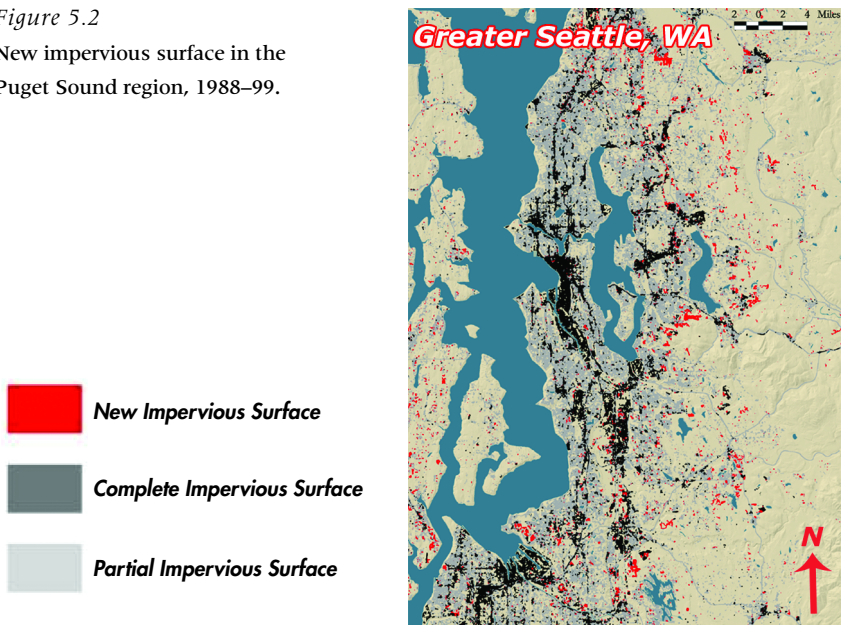 Figure 5.2
New impervious surface in the
Puget Sound region, 1988–99.
Greater Seattle, WA
2 0 2 4 Miles
New Impervious Surface
Complete Impervious Surface
Partial Impervious Surface
N